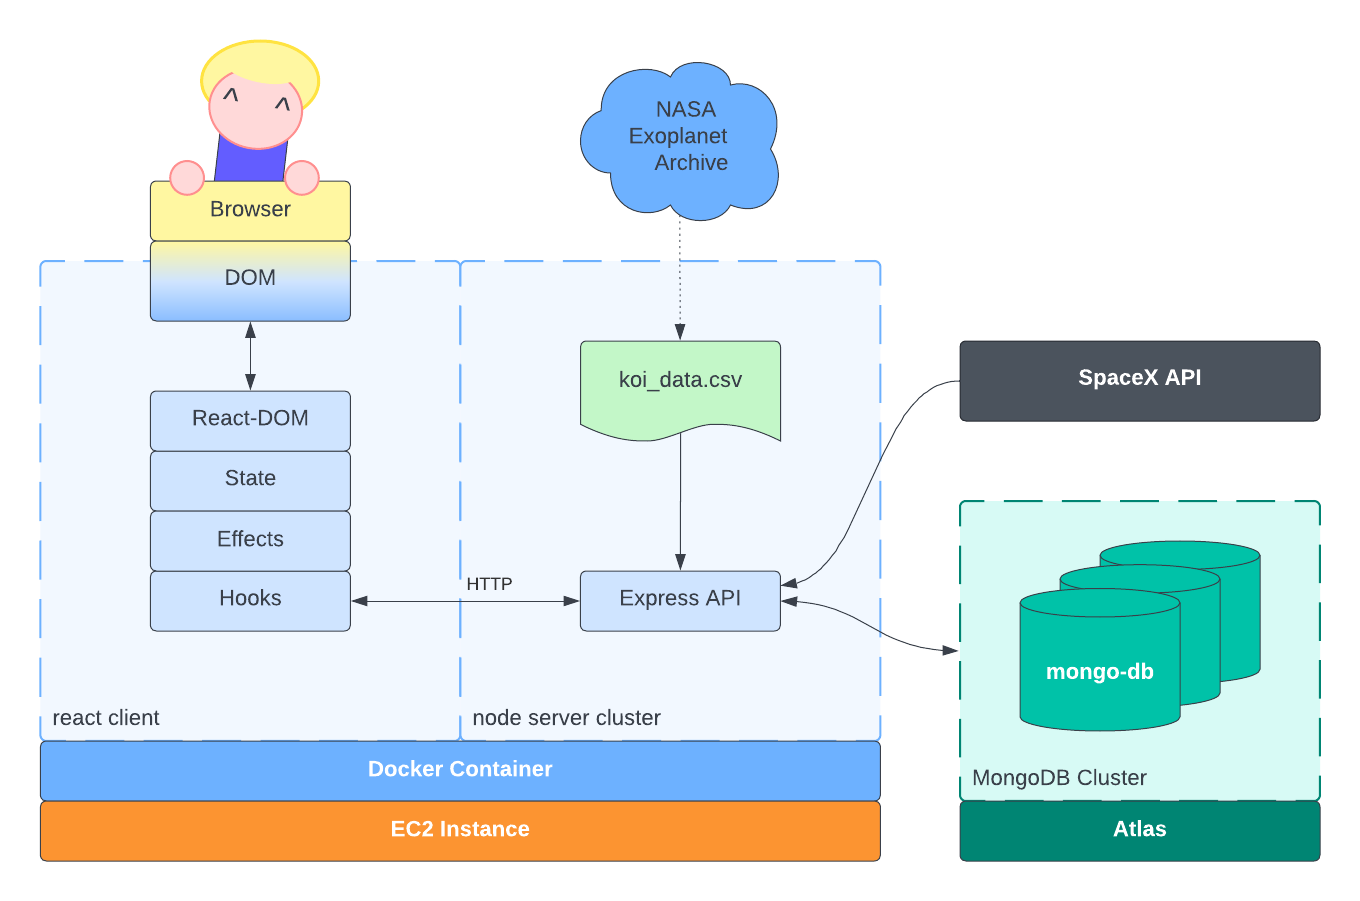 NASA
Exoplanet
Archive
Browser
DOM
koi_data.csv
SpaceX API
React-DOM
State
Effects
Hooks
HTTP
Express API
mongo-db
react client
node server cluster
MongoDB Cluster
Docker Container
EC2 Instance
Atlas